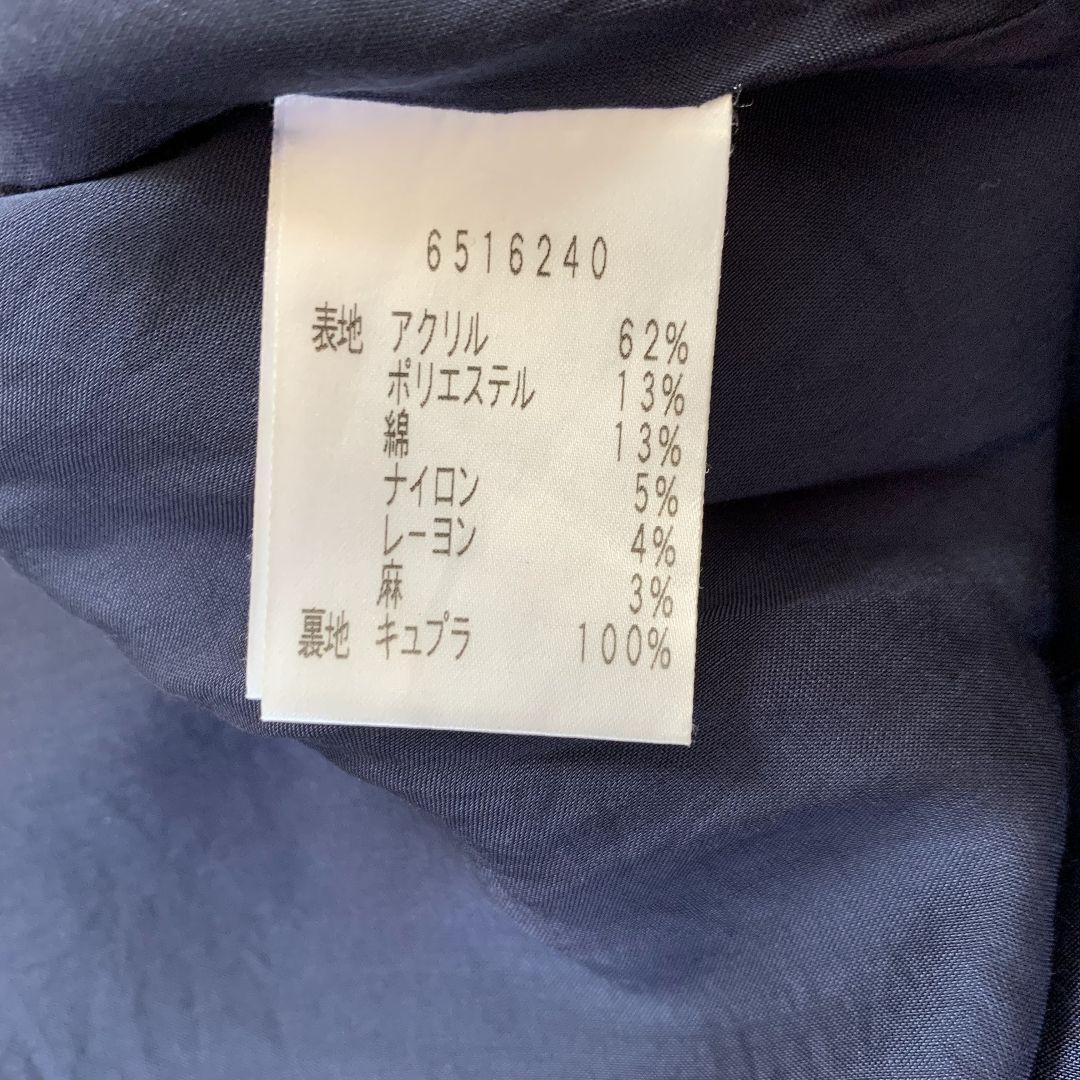 6516240
表地 アクリル 62%
ポリエステル 13%
綿 13%
ナイロン 5%
レーヨン 4%
麻 3%
裏地 キュプラ 100%